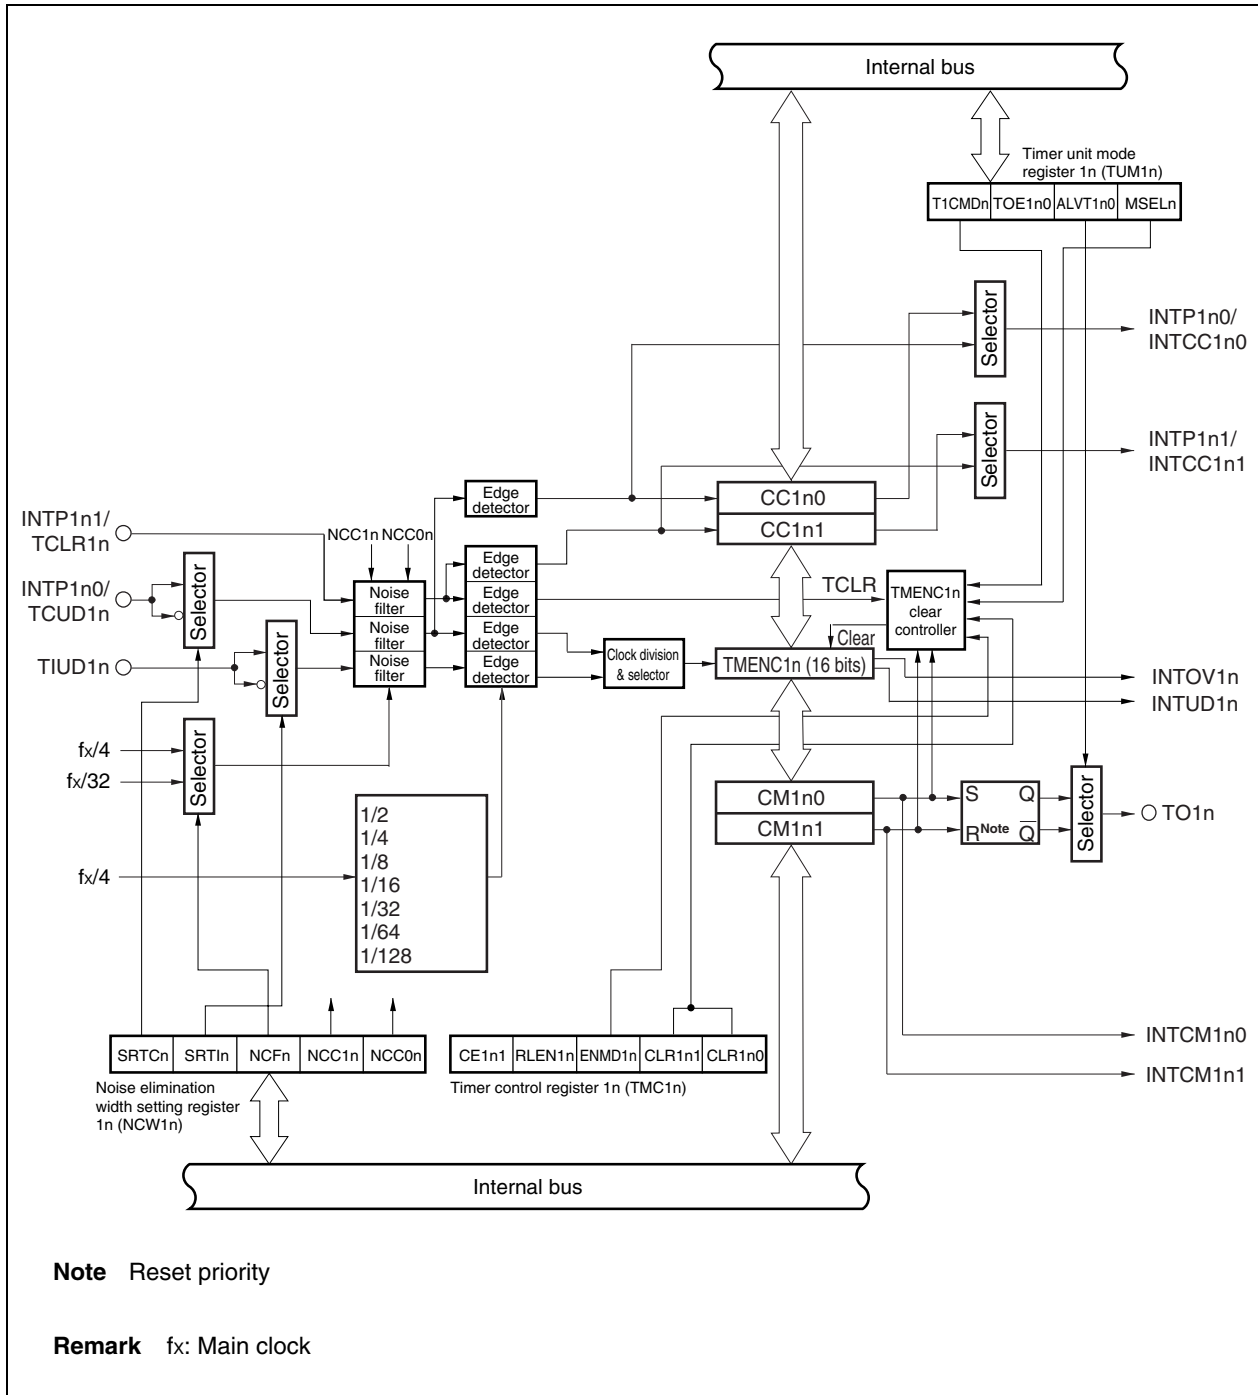 Internal bus
Timer unit mode
register 1n (TUM1n)
T1CMDn TOE1n0 ALVT1n0 MSELn
Selector
INTP1n0/
INTCC1n0
Selector
INTP1n1/
INTCC1n1
Edge
detector
CC1n0
CC1n1
INTP1n1/
TCLR1n
NCC1n NCC0n
Edge
detector
Edge
detector
Edge
detector
Edge
detector
Noise
filter
Noise
filter
Noise
filter
INTP1n0/
TCUD1n
Selector
TIUD1n
Selector
TCLR
TMENC1n
clear
controller
Clear
Clock division
& selector
TMENC1n (16 bits)
INTOV1n
INTUD1n
fx/4
fx/32
Selector
CM1n0
CM1n1
S Q
RNote Q̅
Selector
TO1n
fx/4
1/2
1/4
1/8
1/16
1/32
1/64
1/128
SRTCn SRTIn NCFn NCC1n NCC0n
Noise elimination
width setting register
1n (NCW1n)
CE1n1 RLEN1n ENMD1n CLR1n1 CLR1n0
Timer control register 1n (TMC1n)
INTCM1n0
INTCM1n1
Internal bus
Note Reset priority
Remark fx: Main clock